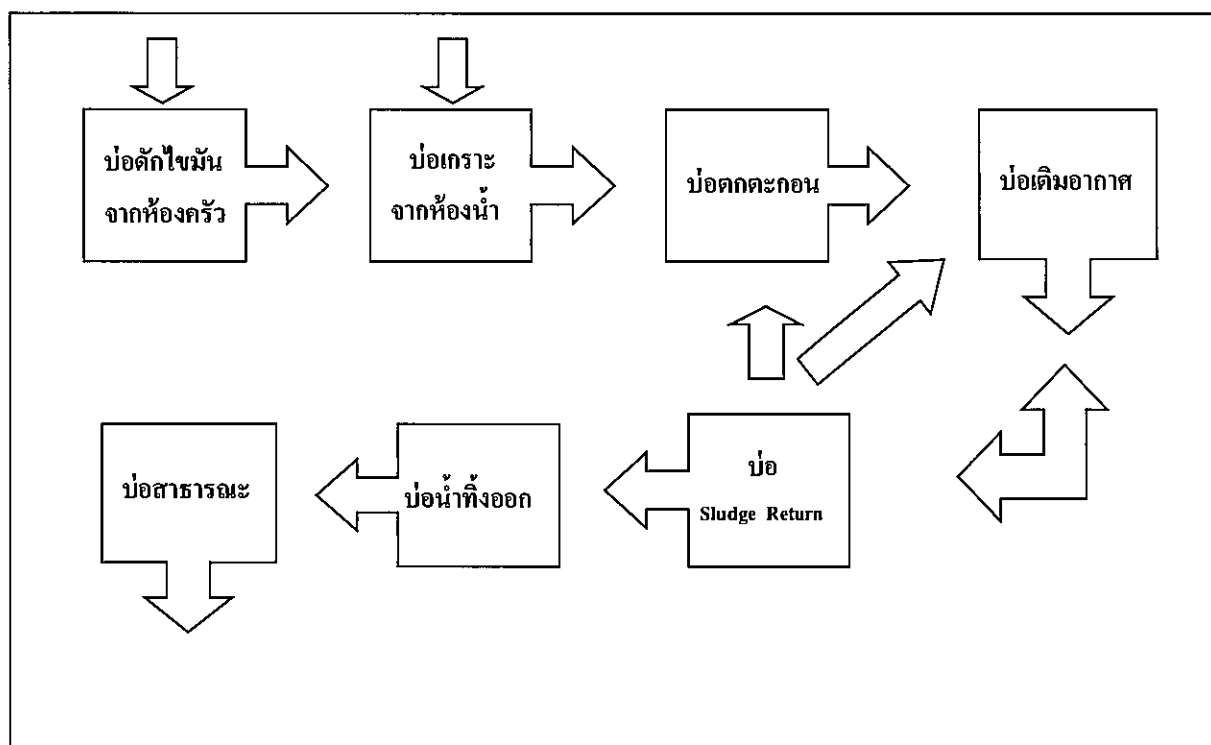 บ่อดักไขมัน
จากห้องครัว
บ่อเกราะ
จากห้องน้ำ
บ่อตกตะกอน
บ่อเติมอากาศ
บ่อสาธารณะ
บ่อน้ำทิ้งออก
บ่อ
Sludge Return